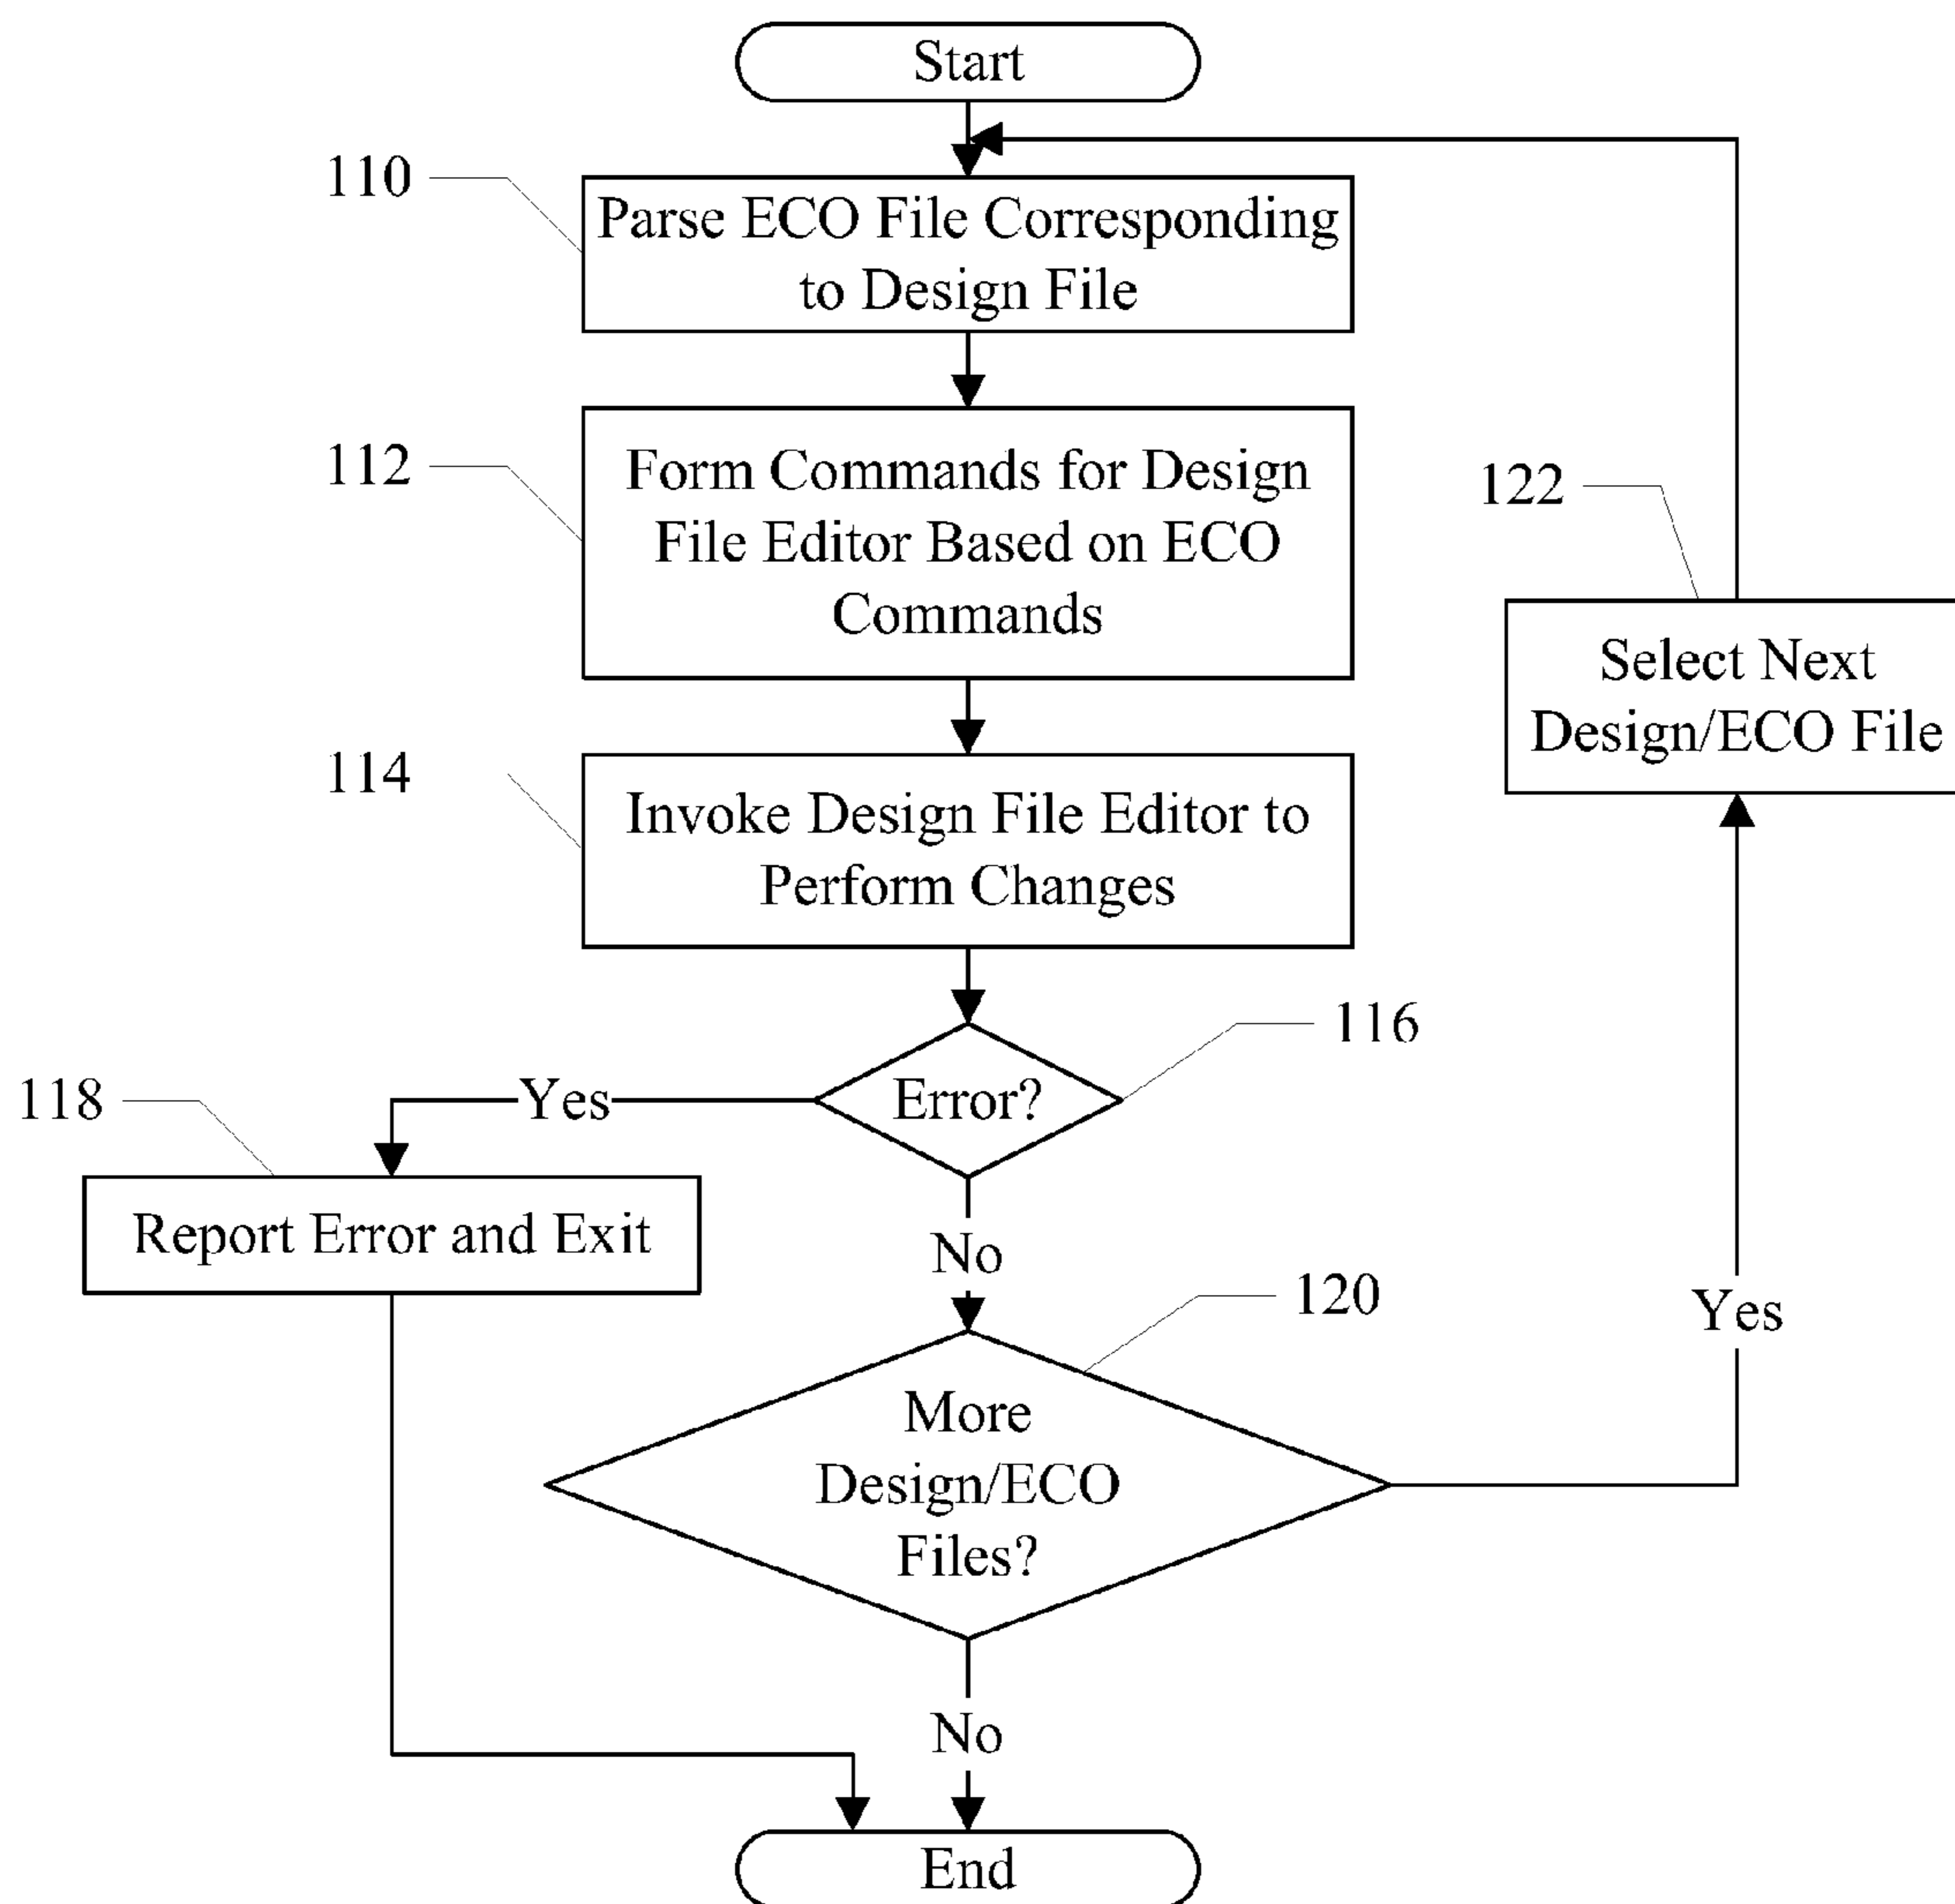 Start
110
Parse ECO File Corresponding
to Design File
112
Form Commands for Design
File Editor Based on ECO
Commands
122
Select Next
Design/ECO File
114
Invoke Design File Editor to
Perform Changes
116
Error?
Yes
118
Report Error and Exit
No
120
More
Design/ECO
Files?
Yes
No
End